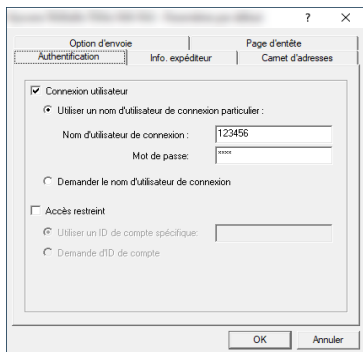 Option d'envoie
Page d'entête
Authentification
Info. expéditeur
Carnet d'adresses
Connexion utilisateur
Utiliser un nom d'utilisateur de connexion particulier :
Nom d'utilisateur de connexion : 123456
Mot de passe: ****
Demander le nom d'utilisateur de connexion
Accès restreint
Utiliser un ID de compte spécifique:
Demande d'ID de compte
OK Annuler